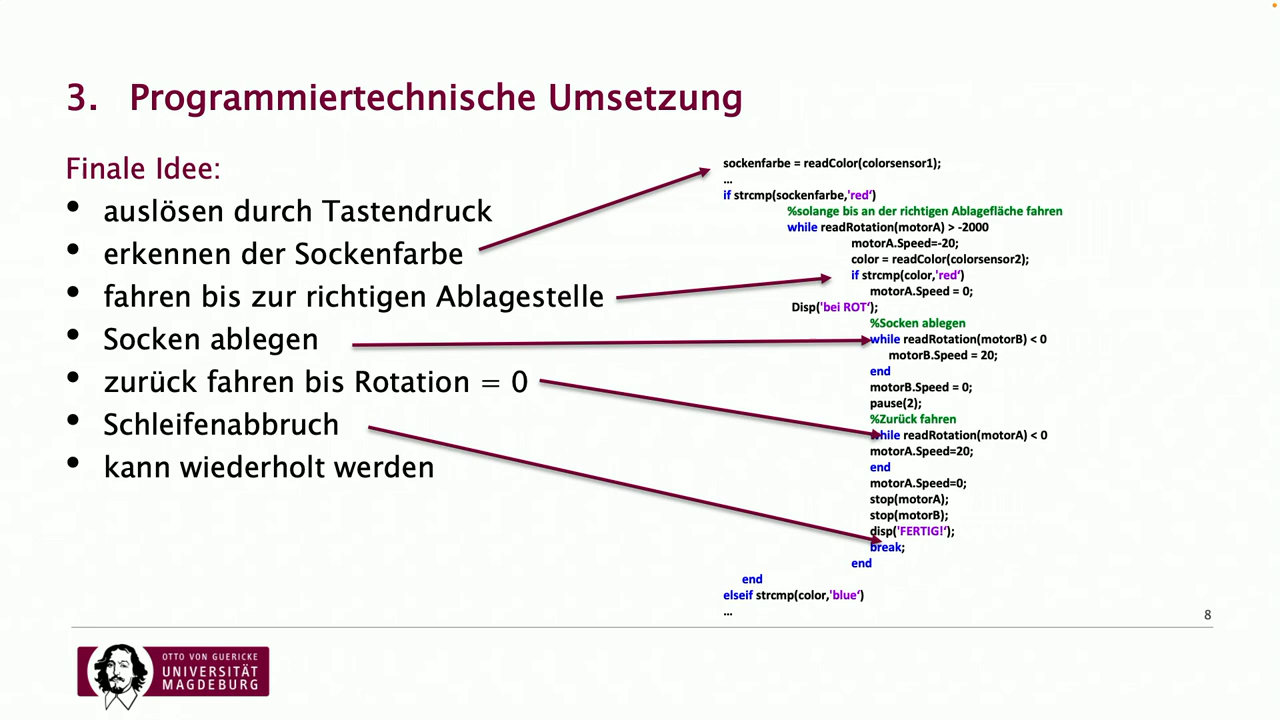 3. Programmiertechnische Umsetzung
Finale Idee:
• auslösen durch Tastendruck
• erkennen der Sockenfarbe
• fahren bis zur richtigen Ablagestelle
• Socken ablegen
• zurück fahren bis Rotation = 0
• Schleifenabbruch
• kann wiederholt werden
sockenfarbe = readColor(colorsensor1);
...
if strcmp(sockenfarbe,'red‘)
%solange bis an der richtigen Ablagefläche fahren
while readRotation(motorA) > -2000
motorA.Speed=-20;
color = readColor(colorsensor2);
if strcmp(color,'red‘)
motorA.Speed = 0;
Disp('bei ROT‘);
%Socken ablegen
while readRotation(motorB) < 0
motorB.Speed = 20;
end
motorB.Speed = 0;
pause(2);
%Zurück fahren
while readRotation(motorA) < 0
motorA.Speed=20;
end
motorA.Speed=0;
stop(motorA);
stop(motorB);
disp('FERTIG!‘);
break;
end
end
elseif strcmp(color,'blue‘)
...
8
OTTO VON GUERICKE
UNIVERSITÄT
MAGDEBURG